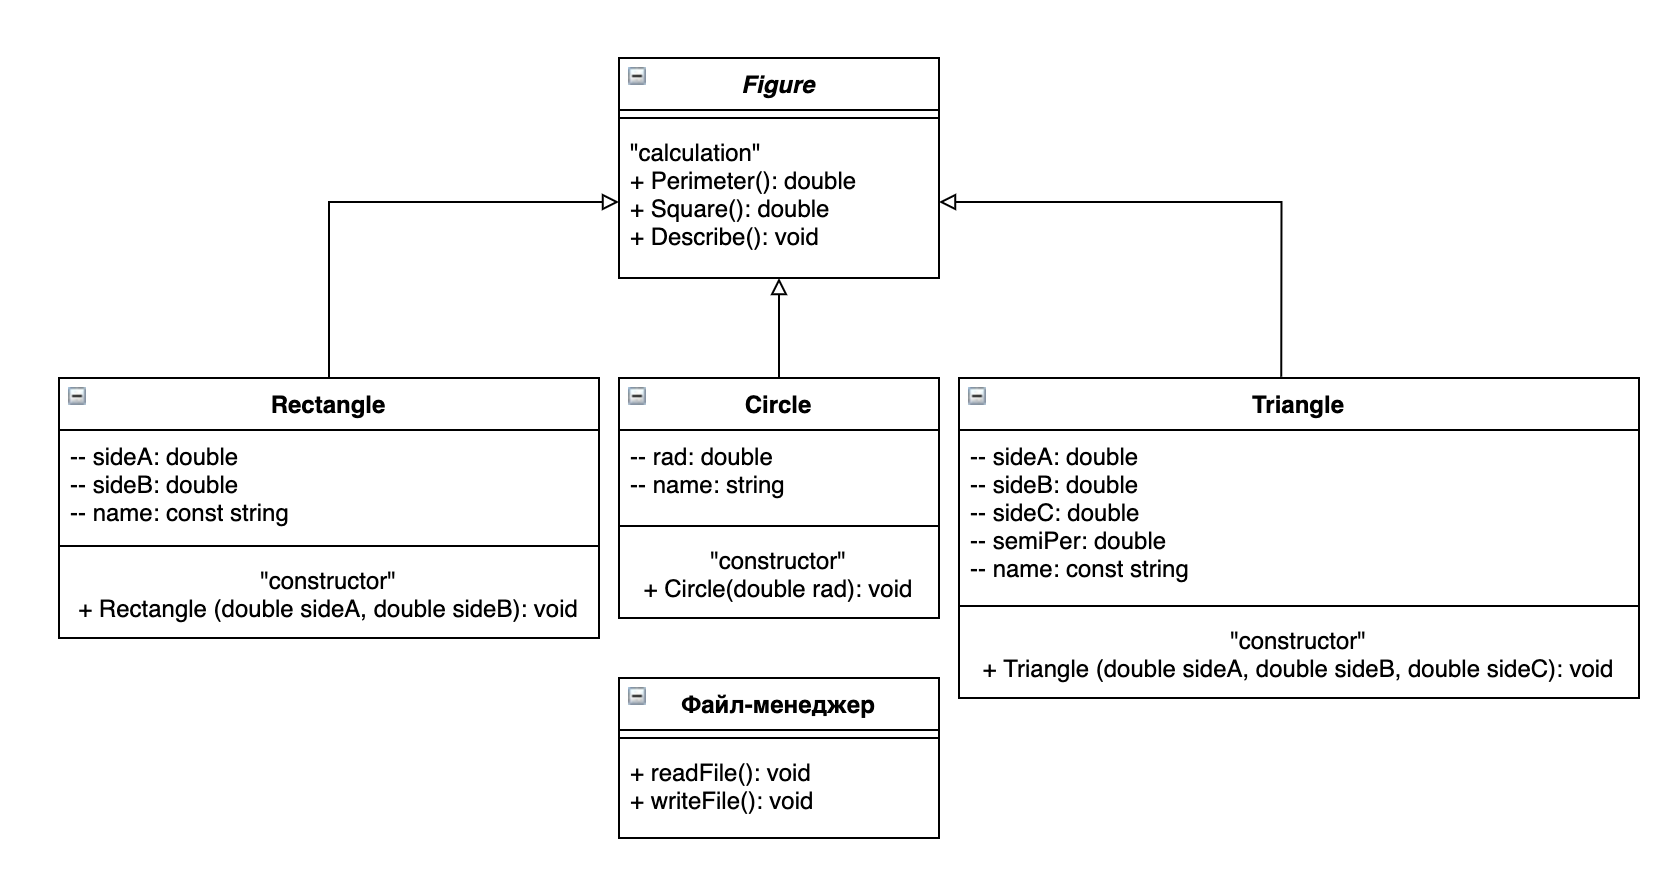 Figure
"calculation"
+ Perimeter(): double
+ Square(): double
+ Describe(): void
Rectangle
-- sideA: double
-- sideB: double
-- name: const string
"constructor"
+ Rectangle (double sideA, double sideB): void
Circle
-- rad: double
-- name: string
"constructor"
+ Circle(double rad): void
Triangle
-- sideA: double
-- sideB: double
-- sideC: double
-- semiPer: double
-- name: const string
"constructor"
+ Triangle (double sideA, double sideB, double sideC): void
Файл-менеджер
+ readFile(): void
+ writeFile(): void